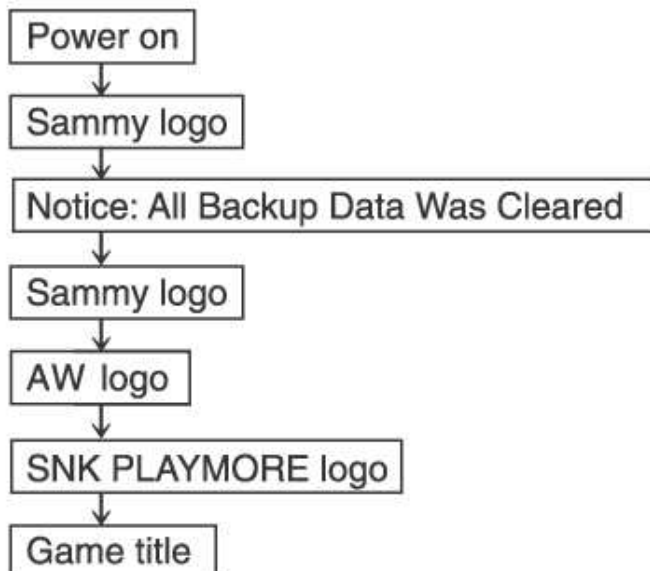 Power on
Sammy logo
Notice: All Backup Data Was Cleared
Sammy logo
AW logo
SNK PLAYMORE logo
Game title